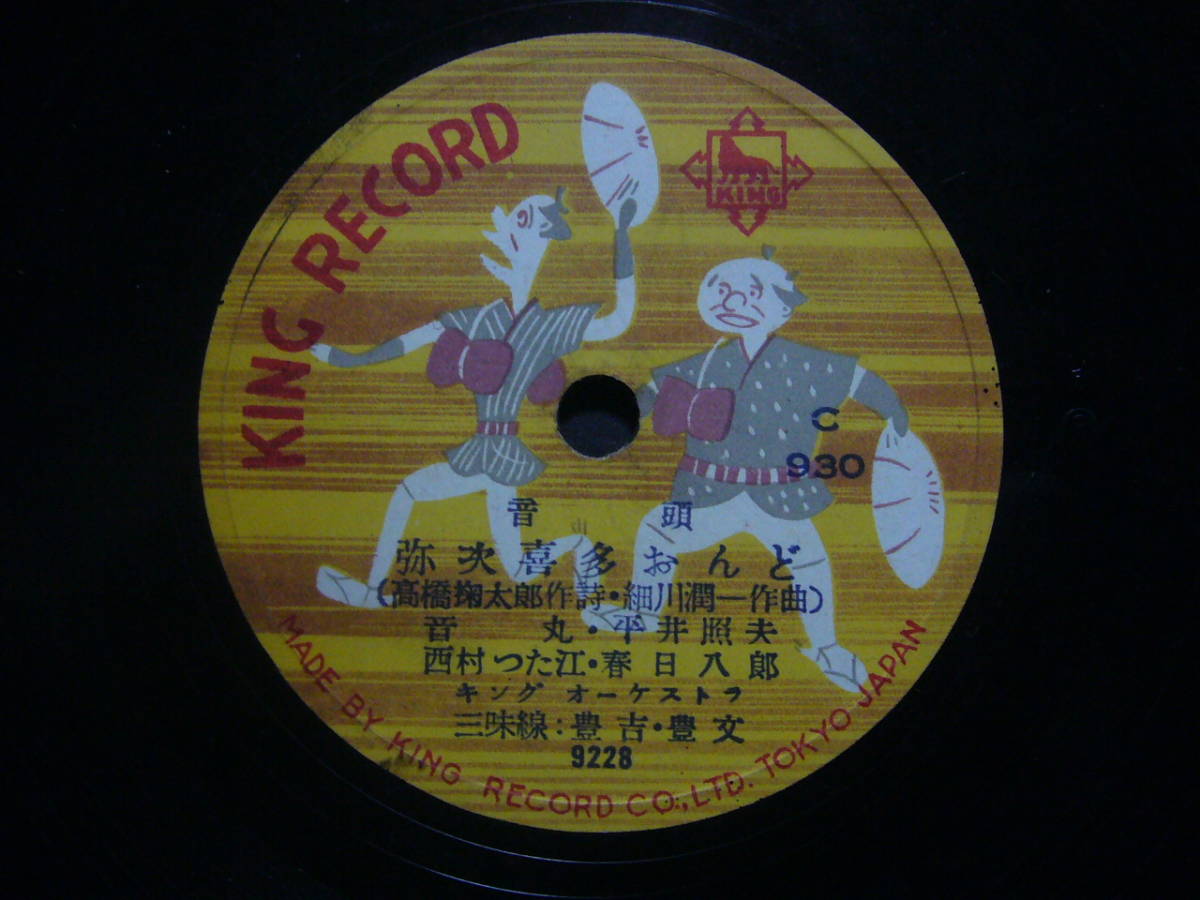 KING RECORD
KING
C
930
音頭
弥次喜多おんど
(高橋掬太郎作詩・細川潤一作曲)
音丸・平井照夫
西村つた江・春日八郎
キング オーケストラ
三味線:豊吉・豊文
9228
MADE BY KING RECORD CO., LTD. TOKYO JAPAN